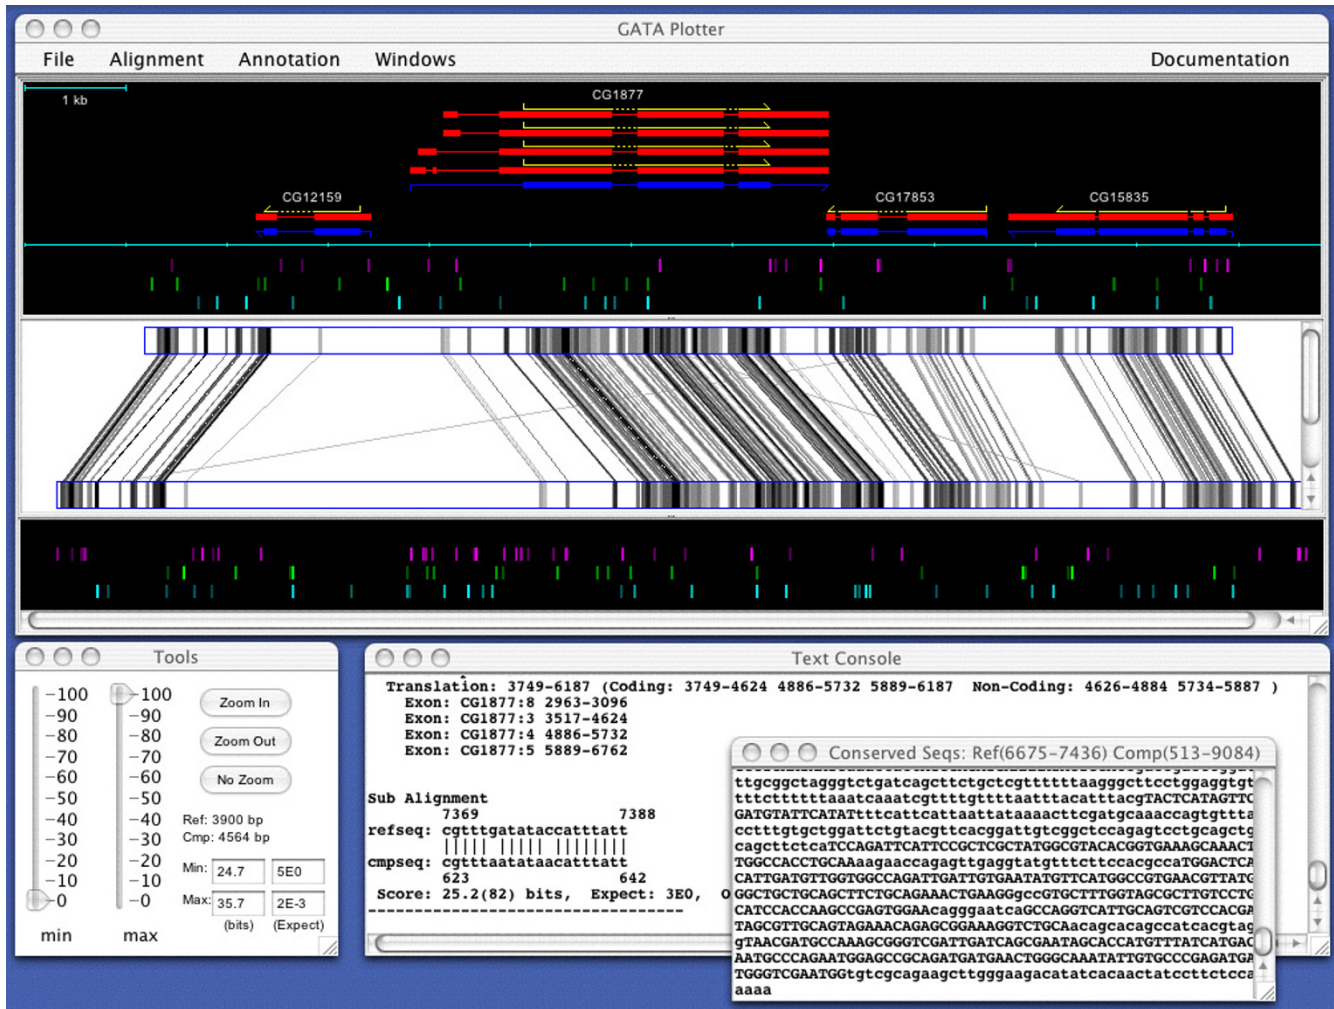 GATA Plotter
File Alignment Annotation Windows Documentation
1 kb
CG1877
CG12159
CG17853
CG15835
Tools
-100 -100
-90 -90
-80 -80
-70 -70
-60 -60
-50 -50
-40 -40
-30 -30
-20 -20
-10 -10
-0 -0
min max
Zoom In
Zoom Out
No Zoom
Ref: 3900 bp
Cmp: 4564 bp
Min: 24.7 5E0
Max: 35.7 2E-3
(bits) (Expect)
Text Console
Translation: 3749-6187 (Coding: 3749-4624 4886-5732 5889-6187 Non-Coding: 4626-4884 5734-5887 )
Exon: CG1877:8 2963-3096
Exon: CG1877:3 3517-4624
Exon: CG1877:4 4886-5732
Exon: CG1877:5 5889-6762
Sub Alignment
7369 7388
refseq: cgtttgatataccatttatt
||||| ||||| ||||||||
cmpseq: cgtttaatataacatttatt
623 642
Score: 25.2(82) bits, Expect: 3E0, O
----------------------------------
Conserved Seqs: Ref(6675-7436) Comp(513-9084)
ttgcggctagggtctgatcagcttctgctcgttttttaagggcttcctggaggtgt
tttcttttttaaatcaaatcgttttgttttaatttacatttacgTACTCATAGTTC
GATGTATTCATATtttcattcattaattataaaacttcgatgcaaaccagtgttta
cctttgtgctggattctgtacgttcacggattgtcggctccagagtcctgcagctg
cagcttctcaTCCAGATTCATTCCGCTCGCTATGGCGTACACGGTGAAAGCAAACT
TGGCCACCTGCAAaagaaccagagttgaggtatgtttcttccacgccaTGGACTCA
CATTGATGTTGGTGGCCAGATTGATTGTGAATATGTTCATGGCCGTGAACGTTATG
GGCTGCTGCAGCTTCTGCAGAAACTGAAGGgccGTGCTTTGGTAGCGCTTGTCCTG
CATCCACCAAGCCGAGTGGAACagggaatcaGCCAGGTCATTGCAGTCGTCCACGA
TAGCGTTGCAGTAGAAACAGAGCGGAAAGGTCTGCAacagcacagccatcacgtag
gTAACGATGCCAAAGCGGGTCGATTGATCAGCGAATAGCACCATGTTTATCATGAC
AATGCCCAGAATGGAGCCGCAGATGATGAACTGGGCAAATATTGTGCCCGAGATGA
TGGGTCGAATGGtgtcgcagaagcttgggaagacatatcacaactatccttctcca
aaaa